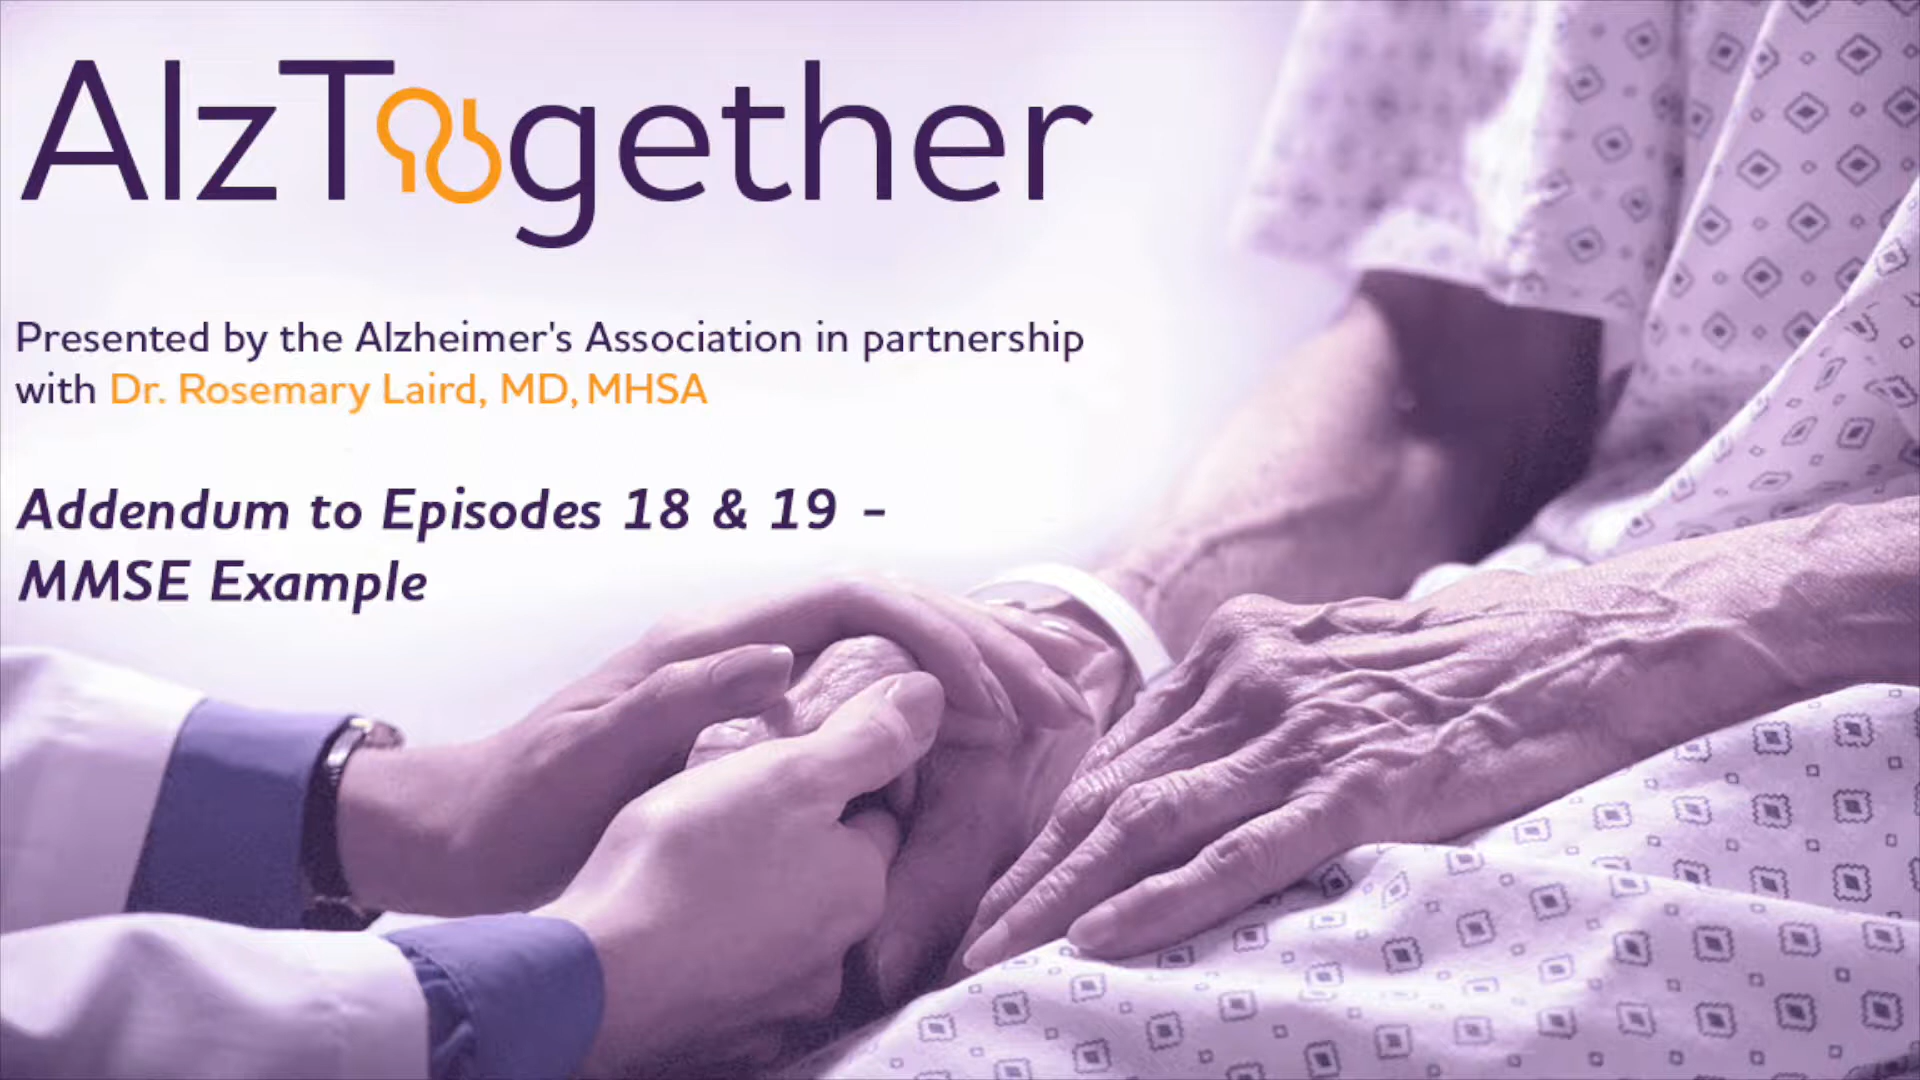 AlzTogether
Presented by the Alzheimer's Association in partnership
with Dr. Rosemary Laird, MD, MHSA
Addendum to Episodes 18 & 19 -
MMSE Example